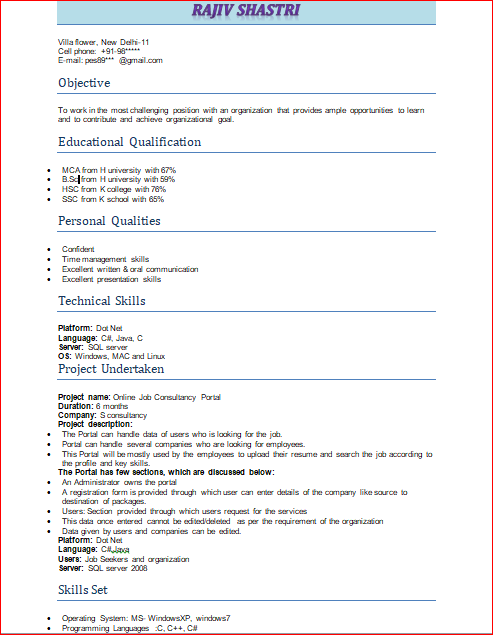 RAJIV SHASTRI
Villa flower, New Delhi-11
Cell phone: +91-98*****
E-mail: pes89*** @gmail.com
Objective
To work in the most challenging position with an organization that provides ample opportunities to learn
and to contribute and achieve organizational goal.
Educational Qualification
• MCA from H university with 67%
• B.Sc from H university with 59%
• HSC from K college with 76%
• SSC from K school with 65%
Personal Qualities
• Confident
• Time management skills
• Excellent written & oral communication
• Excellent presentation skills
Technical Skills
Platform: Dot Net
Language: C#, Java, C
Server: SQL server
OS: Windows, MAC and Linux
Project Undertaken
Project name: Online Job Consultancy Portal
Duration: 6 months
Company: S consultancy
Project description:
• The Portal can handle data of users who is looking for the job.
• Portal can handle several companies who are looking for employees.
• This Portal will be mostly used by the employees to upload their resume and search the job according to
the profile and key skills.
The Portal has few sections, which are discussed below:
• An Administrator owns the portal
• A registration form is provided through which user can enter details of the company like source to
destination of packages.
• Users: Section provided through which users request for the services
• This data once entered cannot be edited/deleted as per the requirement of the organization
• Data given by users and companies can be edited.
Platform: Dot Net
Language: C#,Java
Users: Job Seekers and organization
Server: SQL server 2008
Skills Set
• Operating System: MS- WindowsXP, windows7
• Programming Languages :C, C++, C#